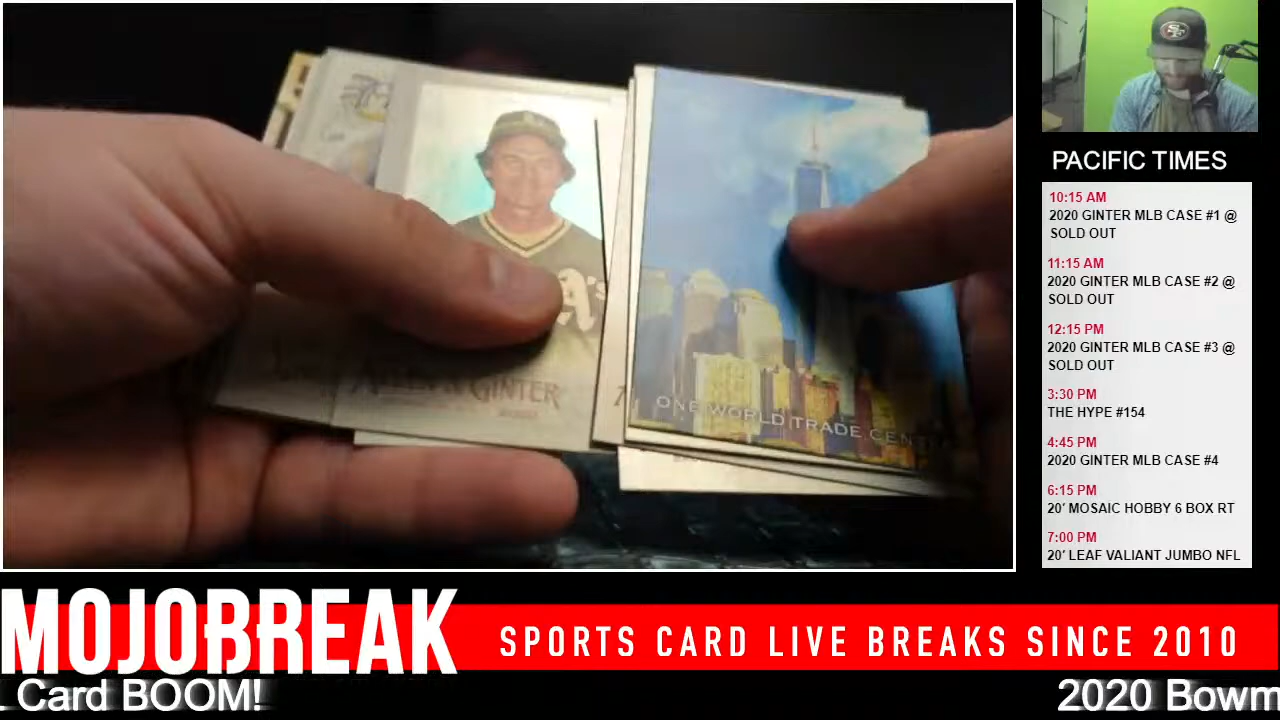 A's
ALLEN & GINTER
ONE WORLD TRADE CENT
PACIFIC TIMES
10:15 AM
2020 GINTER MLB CASE #1 @
SOLD OUT
11:15 AM
2020 GINTER MLB CASE #2 @
SOLD OUT
12:15 PM
2020 GINTER MLB CASE #3 @
SOLD OUT
3:30 PM
THE HYPE #154
4:45 PM
2020 GINTER MLB CASE #4
6:15 PM
20' MOSAIC HOBBY 6 BOX RT
7:00 PM
20' LEAF VALIANT JUMBO NFL
MOJOBREAK
SPORTS CARD LIVE BREAKS SINCE 2010
Card BOOM!
2020 Bowm